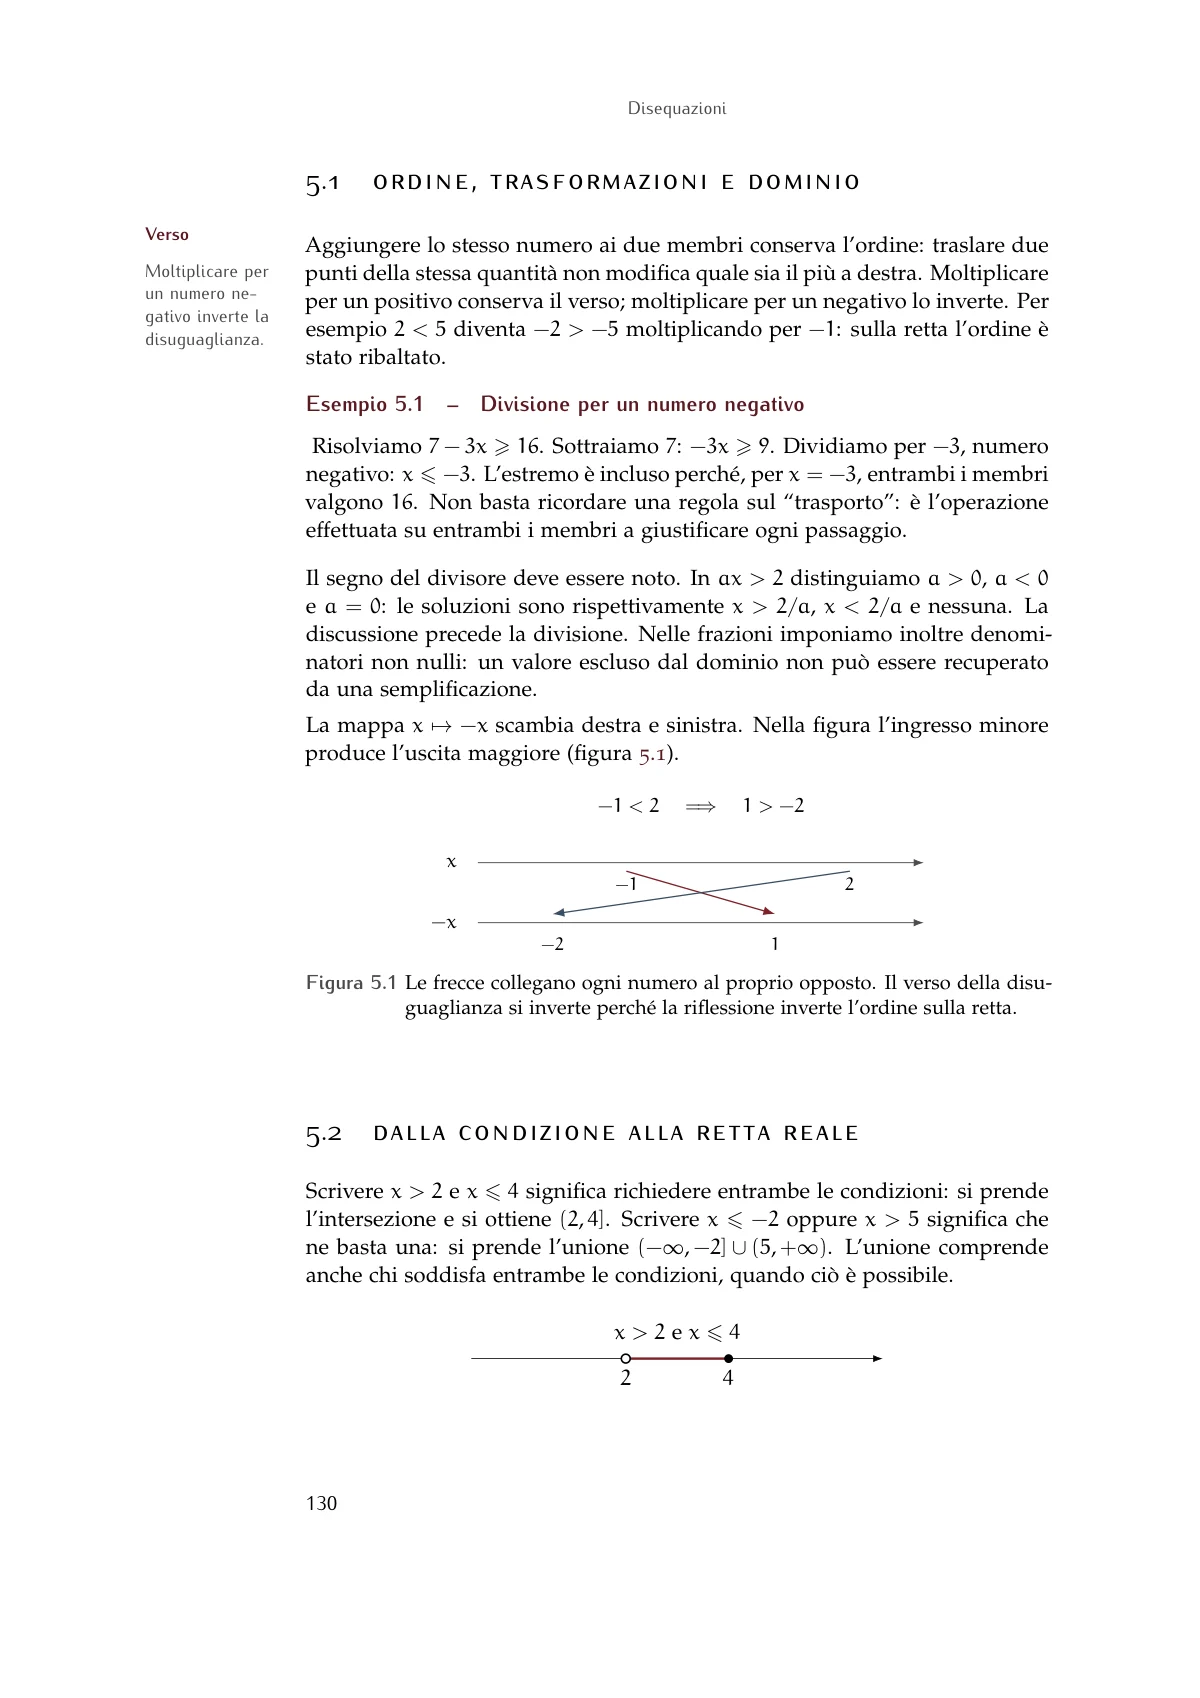 Disequazioni
5.1 ORDINE, TRASFORMAZIONI E DOMINIO
Verso
Moltiplicare per
un numero ne-
gativo inverte la
disuguaglianza.
Aggiungere lo stesso numero ai due membri conserva l'ordine: traslare due
punti della stessa quantità non modifica quale sia il più a destra. Moltiplicare
per un positivo conserva il verso; moltiplicare per un negativo lo inverte. Per
esempio 2 < 5 diventa −2 > −5 moltiplicando per −1: sulla retta l'ordine è
stato ribaltato.
Esempio 5.1 – Divisione per un numero negativo
Risolviamo 7 − 3x ⩾ 16. Sottraiamo 7: −3x ⩾ 9. Dividiamo per −3, numero
negativo: x ⩽ −3. L'estremo è incluso perché, per x = −3, entrambi i membri
valgono 16. Non basta ricordare una regola sul “trasporto”: è l'operazione
effettuata su entrambi i membri a giustificare ogni passaggio.
Il segno del divisore deve essere noto. In ax > 2 distinguiamo a > 0, a < 0
e a = 0: le soluzioni sono rispettivamente x > 2/a, x < 2/a e nessuna. La
discussione precede la divisione. Nelle frazioni imponiamo inoltre denomi-
natori non nulli: un valore escluso dal dominio non può essere recuperato
da una semplificazione.
La mappa x ↦ −x scambia destra e sinistra. Nella figura l'ingresso minore
produce l'uscita maggiore (figura 5.1).
−1 < 2 ⟹ 1 > −2
x
−1 2
−x
−2 1
Figura 5.1 Le frecce collegano ogni numero al proprio opposto. Il verso della disu-
guaglianza si inverte perché la riflessione inverte l'ordine sulla retta.
5.2 DALLA CONDIZIONE ALLA RETTA REALE
Scrivere x > 2 e x ⩽ 4 significa richiedere entrambe le condizioni: si prende
l'intersezione e si ottiene (2, 4]. Scrivere x ⩽ −2 oppure x > 5 significa che
ne basta una: si prende l'unione (−∞, −2] ∪ (5, +∞). L'unione comprende
anche chi soddisfa entrambe le condizioni, quando ciò è possibile.
x > 2 e x ⩽ 4
2 4
130